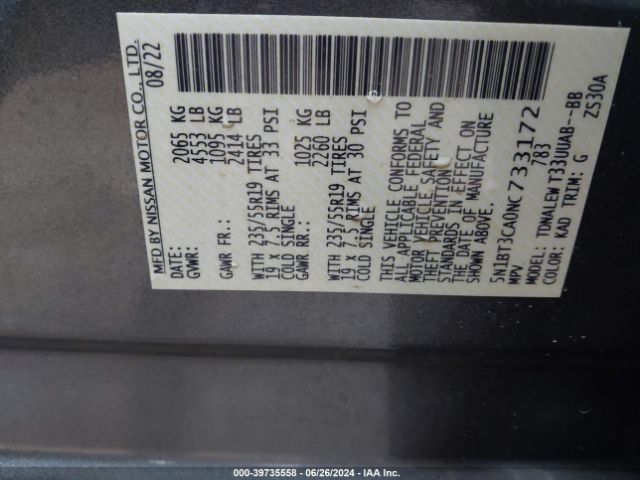 MFD BY NISSAN MOTOR CO., LTD.
DATE: 08/22
GVWR: 2065 KG
4553 LB
GAWR FR.: 1095 KG
2414 LB
WITH 235/55R19 TIRES
19 X 7.5 RIMS AT 33 PSI
COLD SINGLE
GAWR RR.: 1025 KG
2260 LB
WITH 235/55R19 TIRES
19 X 7.5 RIMS AT 30 PSI
COLD SINGLE
THIS VEHICLE CONFORMS TO
ALL APPLICABLE FEDERAL
MOTOR VEHICLE, SAFETY AND
THEFT PREVENTION
STANDARDS IN EFFECT ON
THE DATE OF MANUFACTURE
SHOWN ABOVE.
5N1BT3CA0NC733172
MPV 783
MODEL: TDWALEW T33UUAB--BB
COLOR: KAD TRIM: G ZS30A
000-39735558 - 06/26/2024 - IAA Inc.